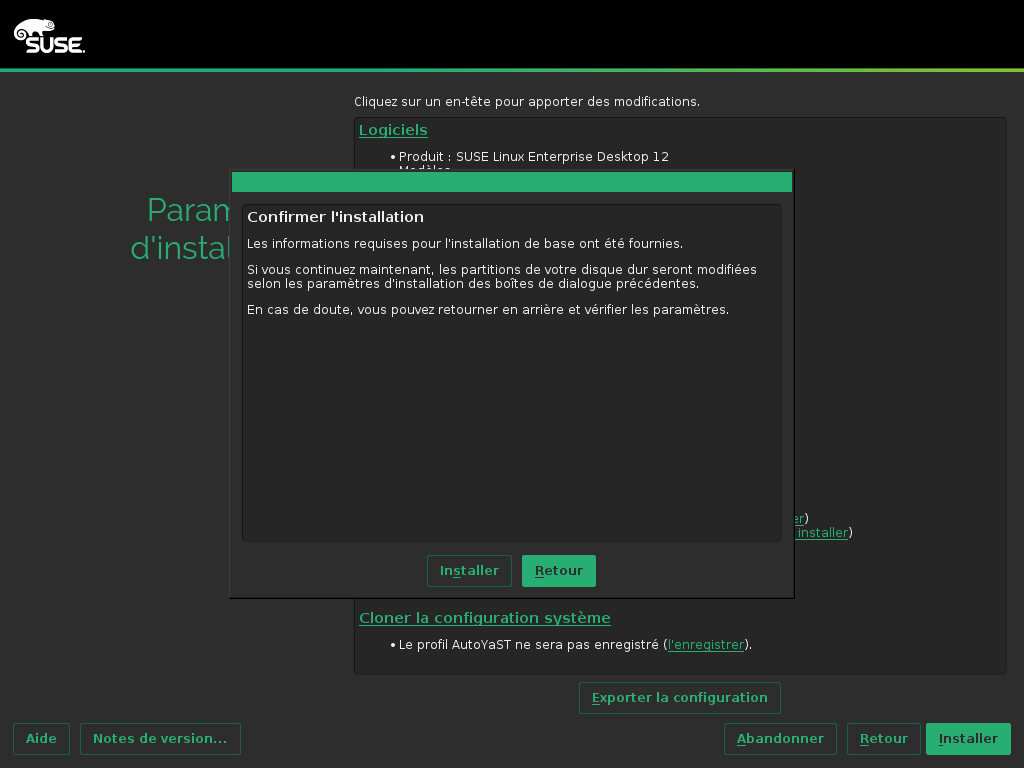 SUSE
Cliquez sur un en-tête pour apporter des modifications.
Logiciels
• Produit : SUSE Linux Enterprise Desktop 12
Confirmer l'installation
Les informations requises pour l'installation de base ont été fournies.
Si vous continuez maintenant, les partitions de votre disque dur seront modifiées
selon les paramètres d'installation des boîtes de dialogue précédentes.
En cas de doute, vous pouvez retourner en arrière et vérifier les paramètres.
installer)
Installer Retour
Cloner la configuration système
• Le profil AutoYaST ne sera pas enregistré (l'enregistrer).
Exporter la configuration
Aide Notes de version... Abandonner Retour Installer